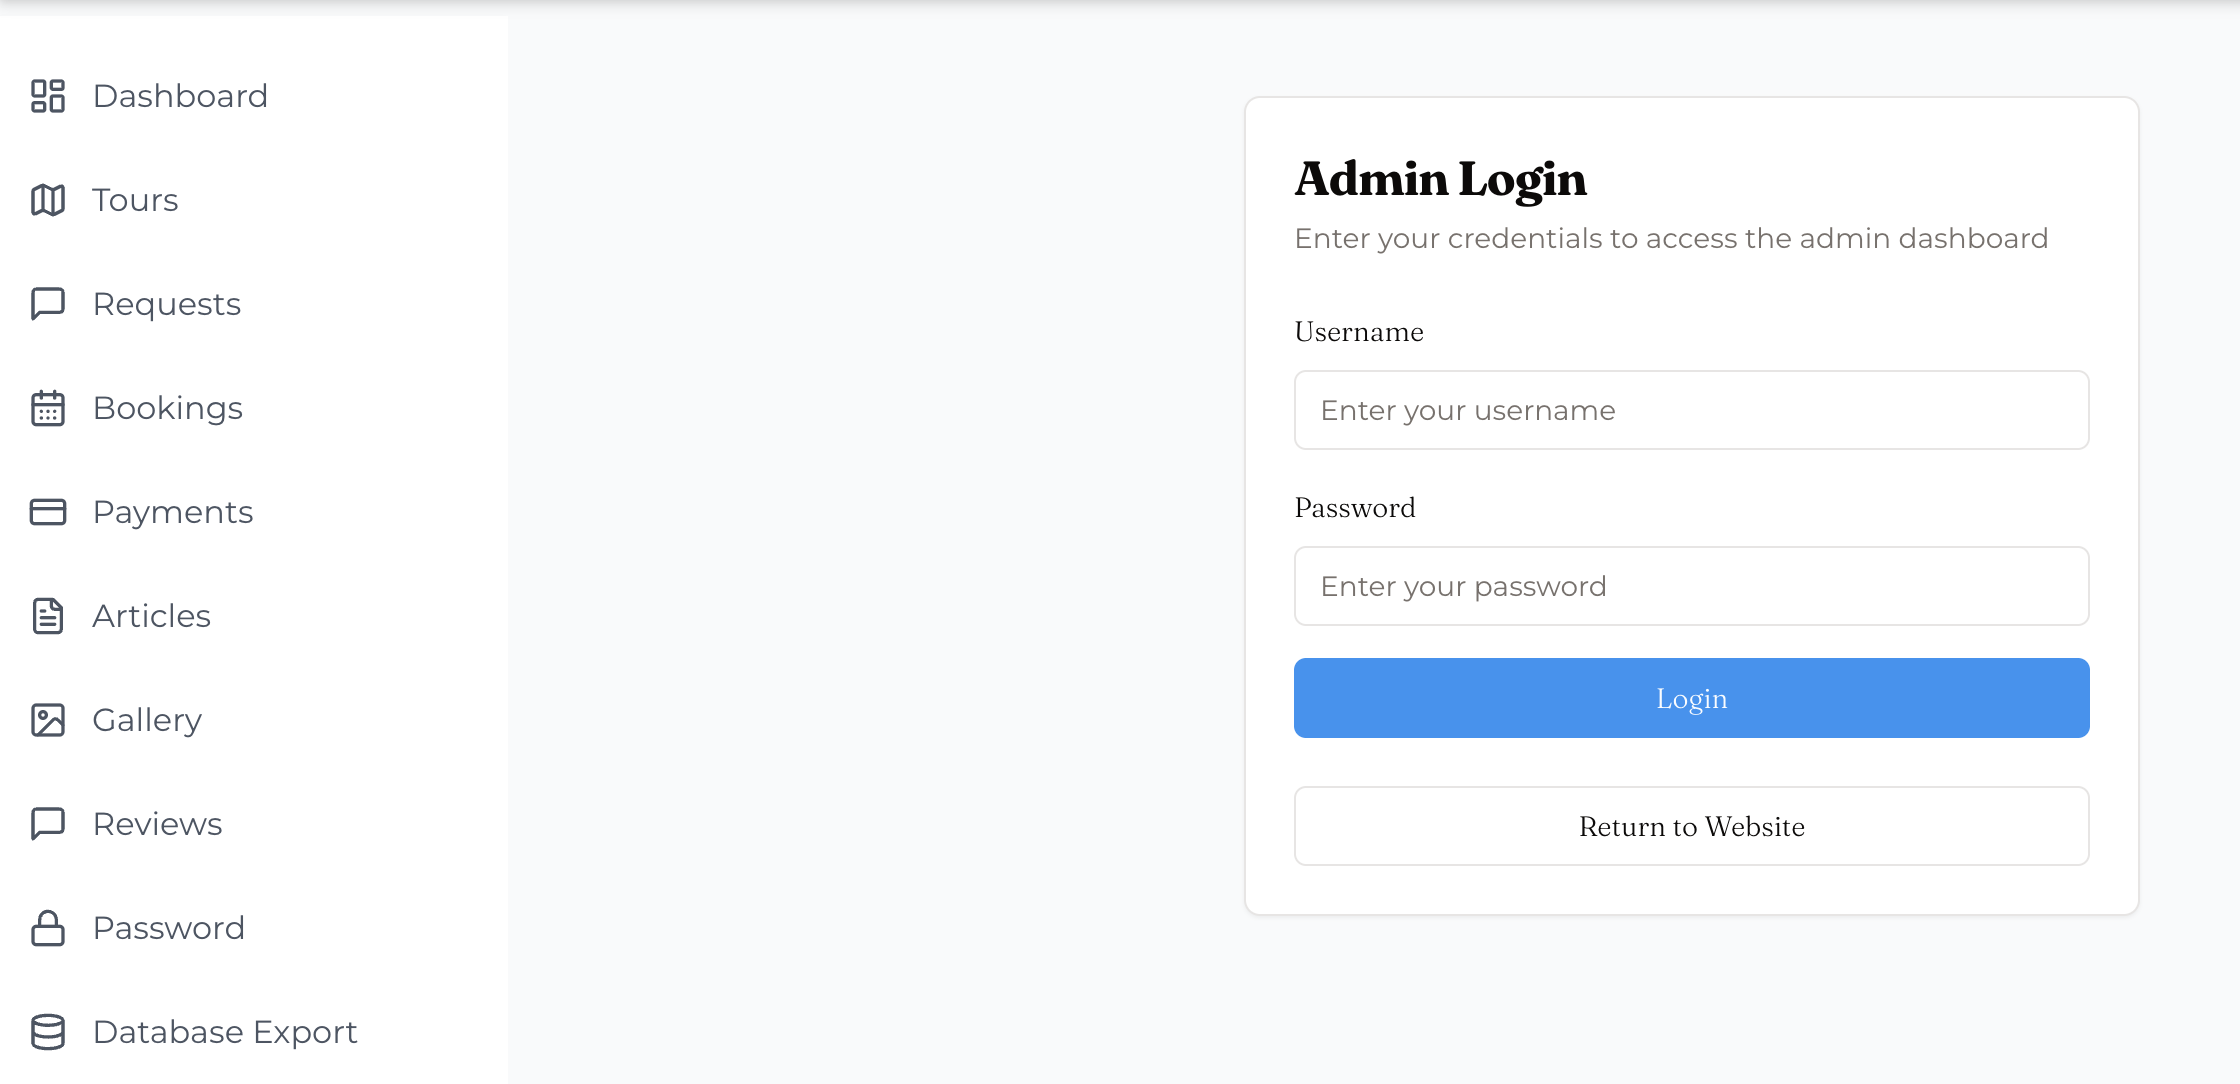 Dashboard
Tours
Requests
Bookings
Payments
Articles
Gallery
Reviews
Password
Database Export
Admin Login
Enter your credentials to access the admin dashboard
Username
Enter your username
Password
Enter your password
Login
Return to Website